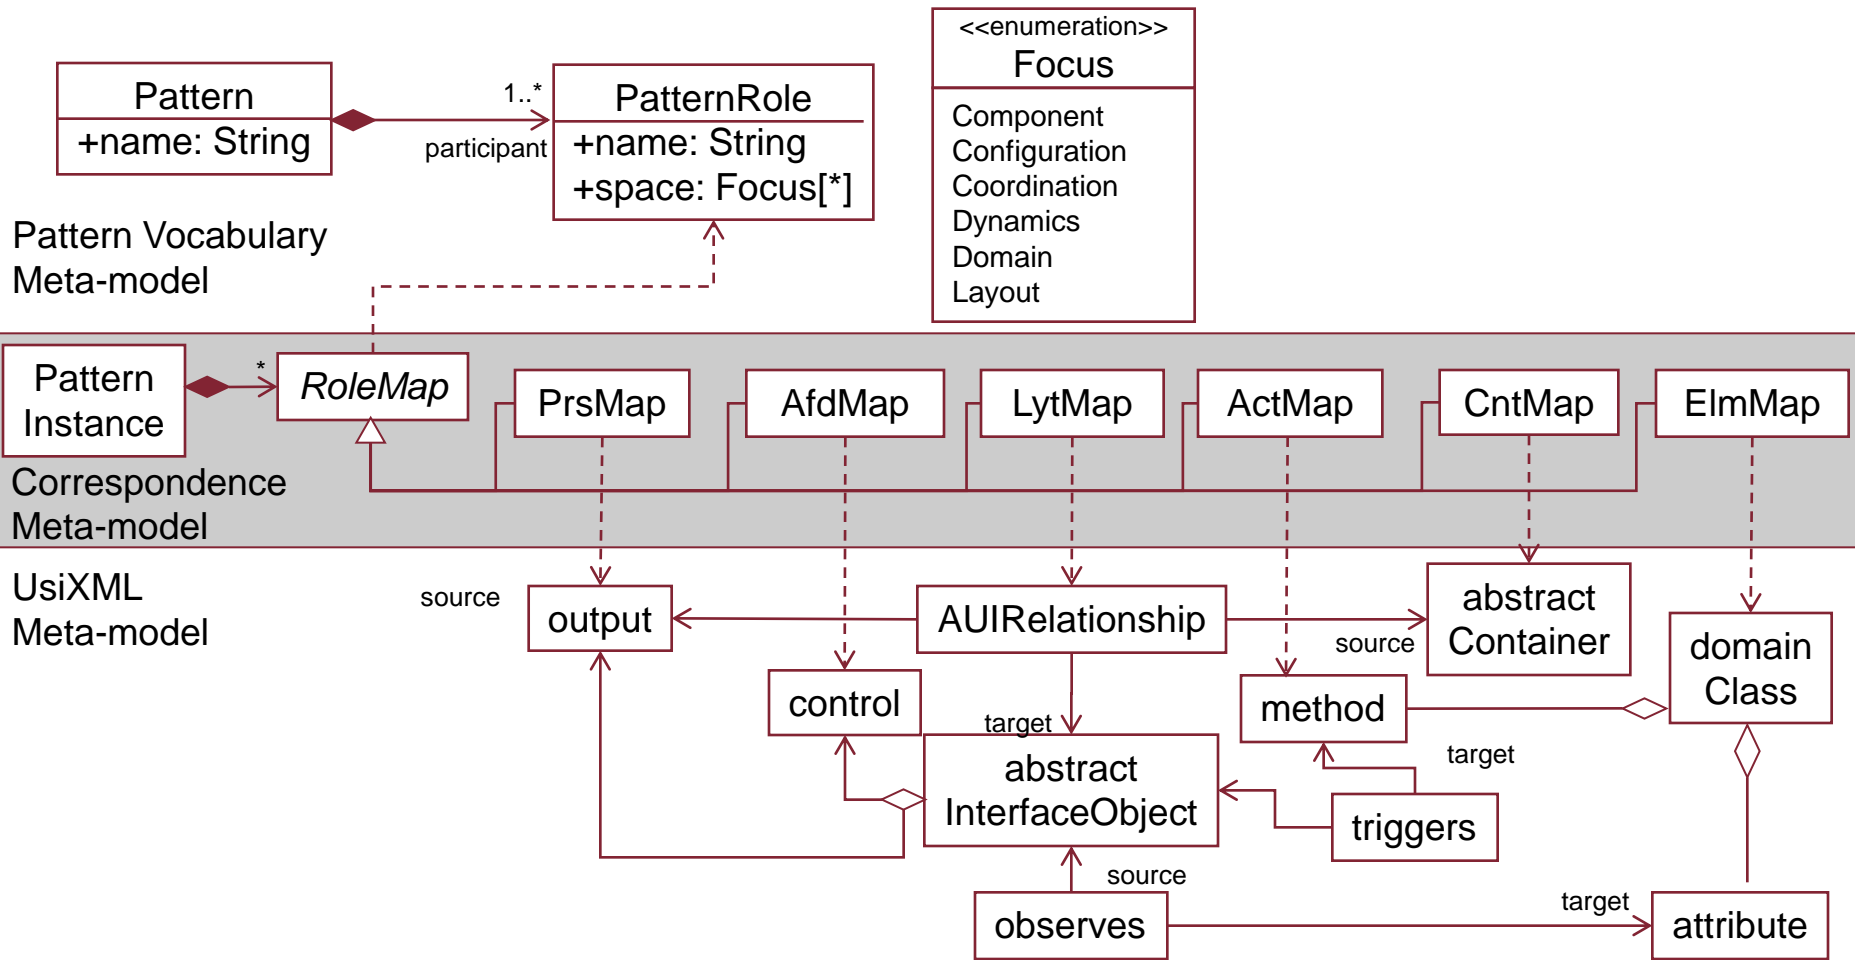 Pattern
+name: String
1..*
participant
PatternRole
+name: String
+space: Focus[*]
<<enumeration>>
Focus
Component
Configuration
Coordination
Dynamics
Domain
Layout
Pattern Vocabulary
Meta-model
Pattern
Instance
*
RoleMap
PrsMap
AfdMap
LytMap
ActMap
CntMap
ElmMap
Correspondence
Meta-model
UsiXML
Meta-model
source
output
AUIRelationship
source
abstract
Container
domain
Class
control
target
method
target
abstract
InterfaceObject
triggers
source
observes
target
attribute